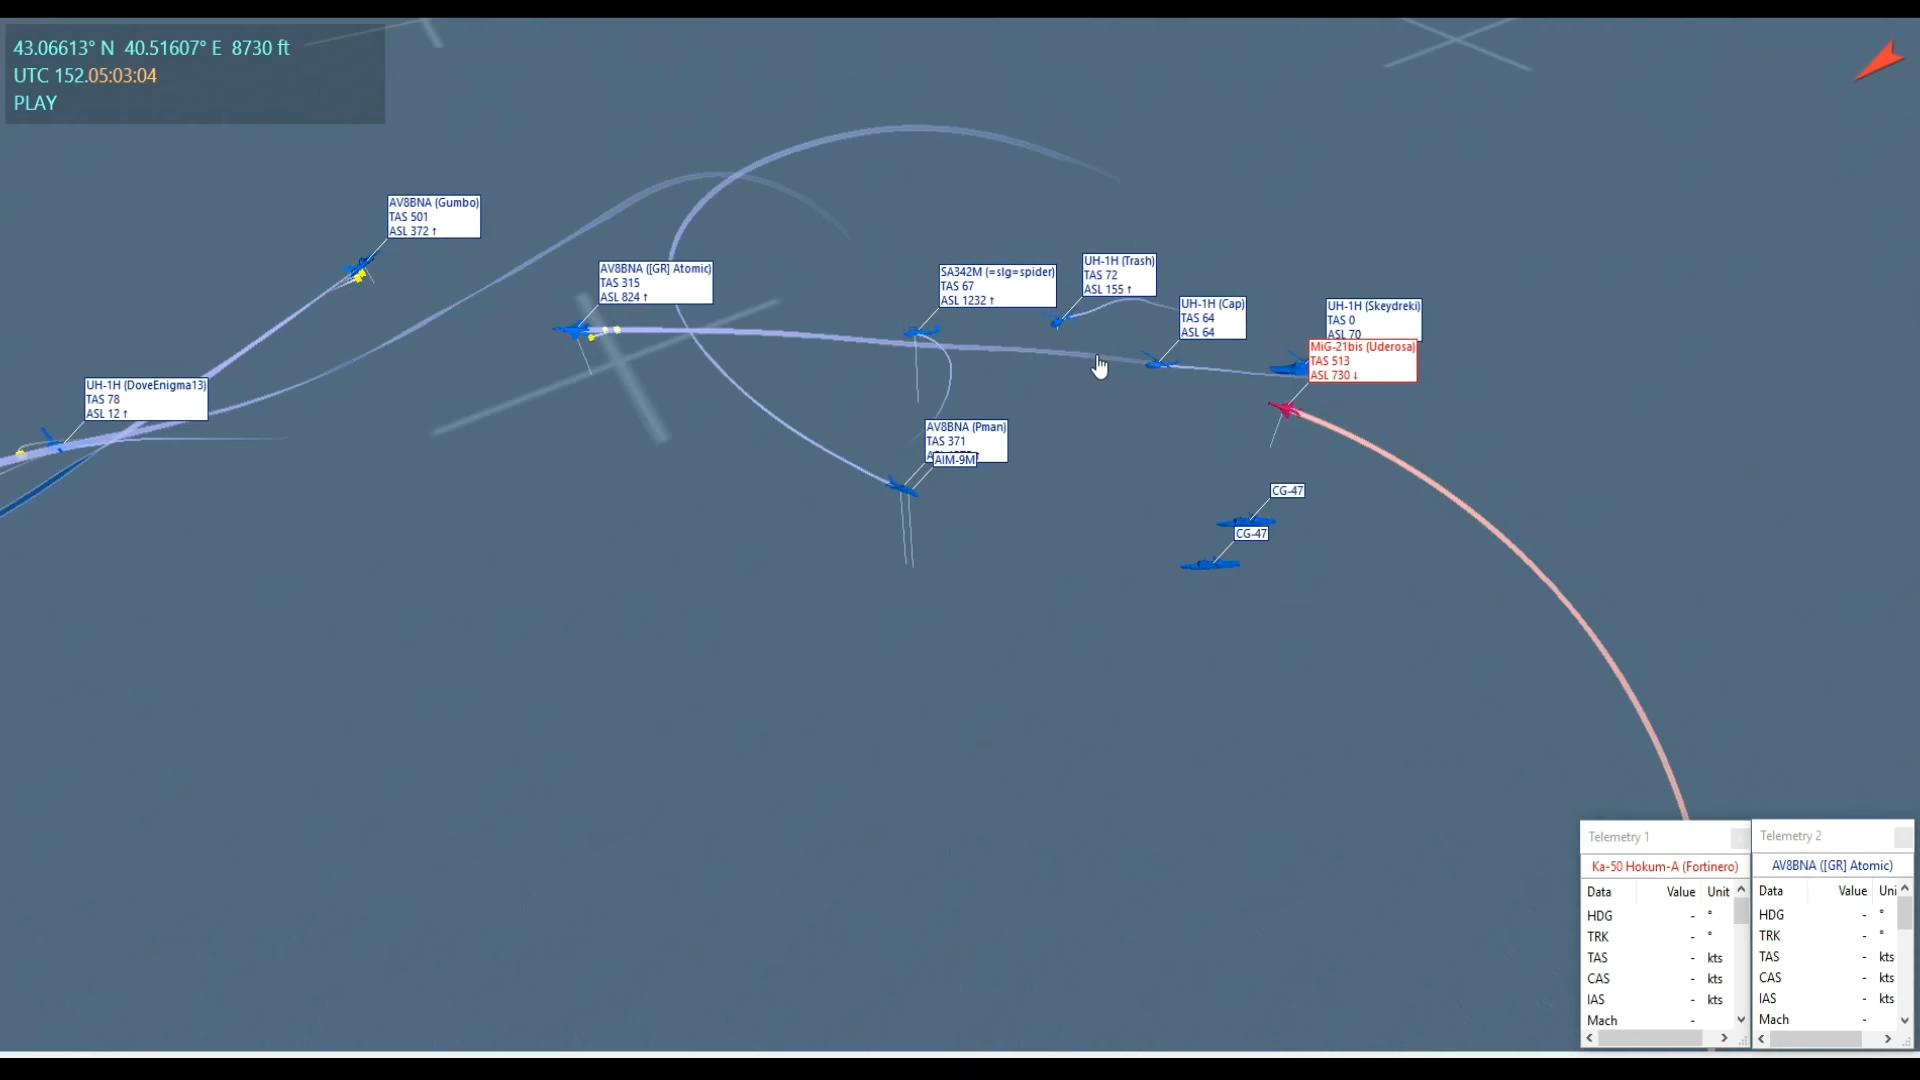 43.06613° N 40.51607° E 8730 ft
UTC 152.05:03:04
PLAY
AV8BNA (Gumbo)
TAS 501
ASL 372 ↑
AV8BNA ([GR] Atomic)
TAS 315
ASL 824 ↑
SA342M (=slg=spider)
TAS 67
ASL 1232 ↑
UH-1H (Trash)
TAS 72
ASL 155 ↑
UH-1H (Cap)
TAS 64
ASL 64
UH-1H (Skeydreki)
TAS 0
ASL 70
MiG-21bis (Uderosa)
TAS 513
ASL 730 ↓
UH-1H (DoveEnigma13)
TAS 78
ASL 12 ↑
AV8BNA (Pman)
TAS 371
AIM-9M
CG-47
CG-47
Telemetry 1
Ka-50 Hokum-A (Fortinero)
Data Value Unit
HDG - °
TRK - °
TAS - kts
CAS - kts
IAS - kts
Mach -
Telemetry 2
AV8BNA ([GR] Atomic)
Data Value Uni
HDG - °
TRK - °
TAS - kts
CAS - kts
IAS - kts
Mach -